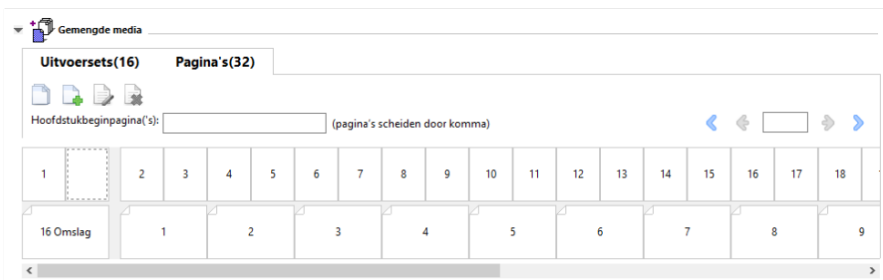 Gemengde media
Uitvoersets(16) Pagina's(32)
Hoofdstukbeginpagina('s): (pagina's scheiden door komma)
1 2 3 4 5 6 7 8 9 10 11 12 13 14 15 16 17 18
16 Omslag 1 2 3 4 5 6 7 8 9